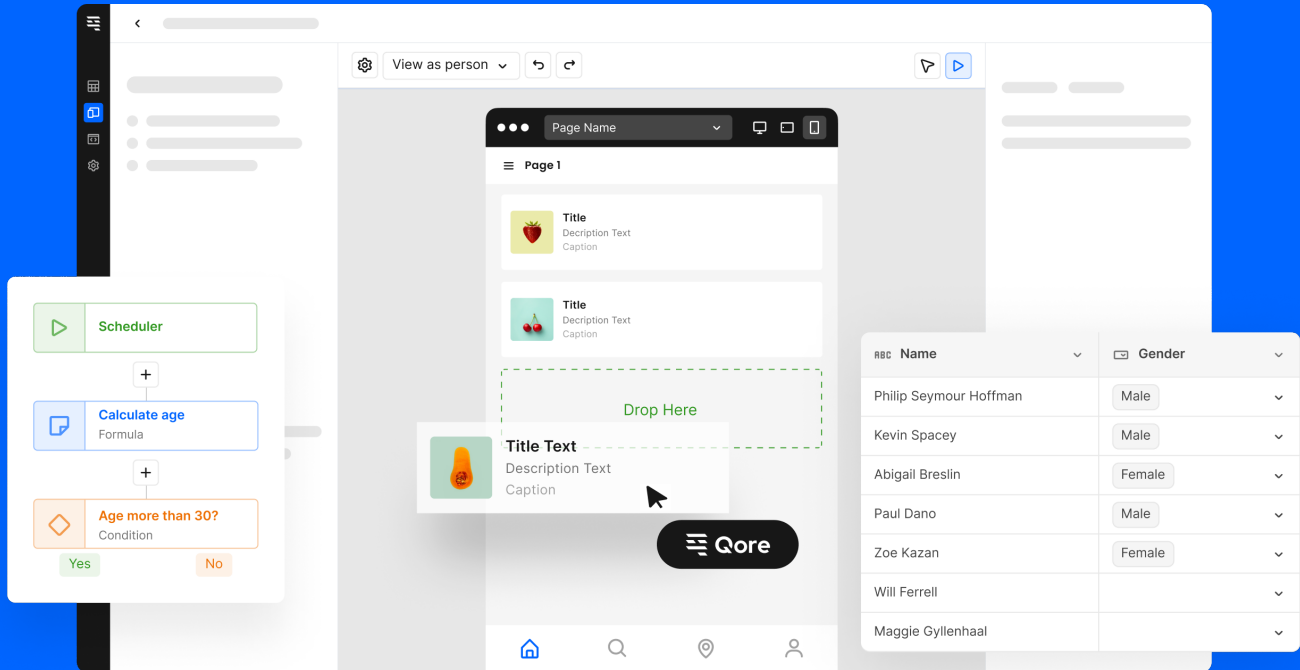 View as person
Page Name
Page 1
Title
Decription Text
Caption
Title
Decription Text
Caption
Drop Here
Title Text
Description Text
Caption
Qore
Scheduler
Calculate age
Formula
Age more than 30?
Condition
Yes No
ABC Name Gender
Philip Seymour Hoffman Male
Kevin Spacey Male
Abigail Breslin Female
Paul Dano Male
Zoe Kazan Female
Will Ferrell
Maggie Gyllenhaal